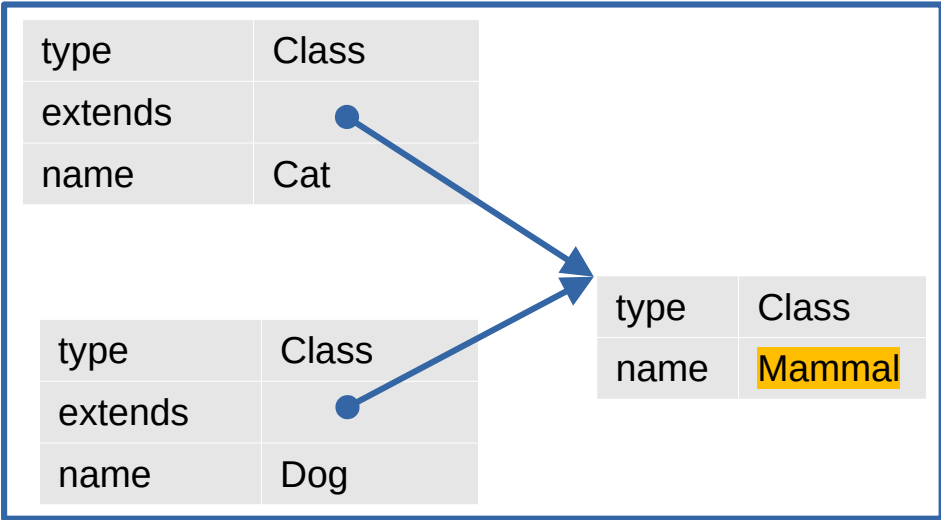 type Class
extends
name Cat
type Class
extends
name Dog
type Class
name Mammal